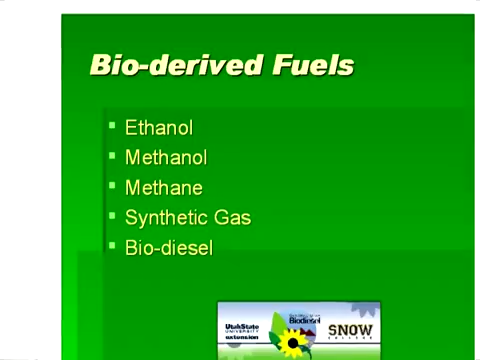 Bio-derived Fuels
Ethanol
Methanol
Methane
Synthetic Gas
Bio-diesel
UtahState
UNIVERSITY
extension
Biodiesel
SNOW
COLLEGE